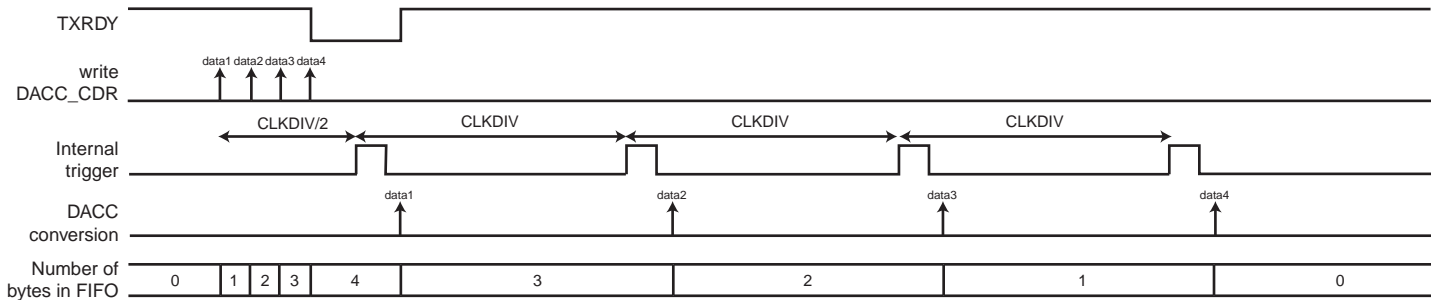 TXRDY
write
DACC_CDR
data1 data2 data3 data4
CLKDIV/2 CLKDIV CLKDIV CLKDIV
Internal
trigger
DACC
conversion
data1 data2 data3 data4
Number of
bytes in FIFO
0 1 2 3 4 3 2 1 0